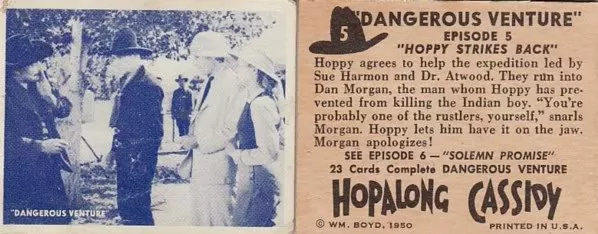 "DANGEROUS VENTURE"
5
"DANGEROUS VENTURE"
EPISODE 5
"HOPPY STRIKES BACK"
Hoppy agrees to help the expedition led by
Sue Harmon and Dr. Atwood. They run into
Dan Morgan, the man whom Hoppy has pre-
vented from killing the Indian boy. "You're
probably one of the rustlers, yourself," snarls
Morgan. Hoppy lets him have it on the jaw.
Morgan apologizes!
SEE EPISODE 6—"SOLEMN PROMISE"
23 Cards Complete DANGEROUS VENTURE
HOPALONG CASSIDY
© WM. BOYD, 1950 PRINTED IN U.S.A.